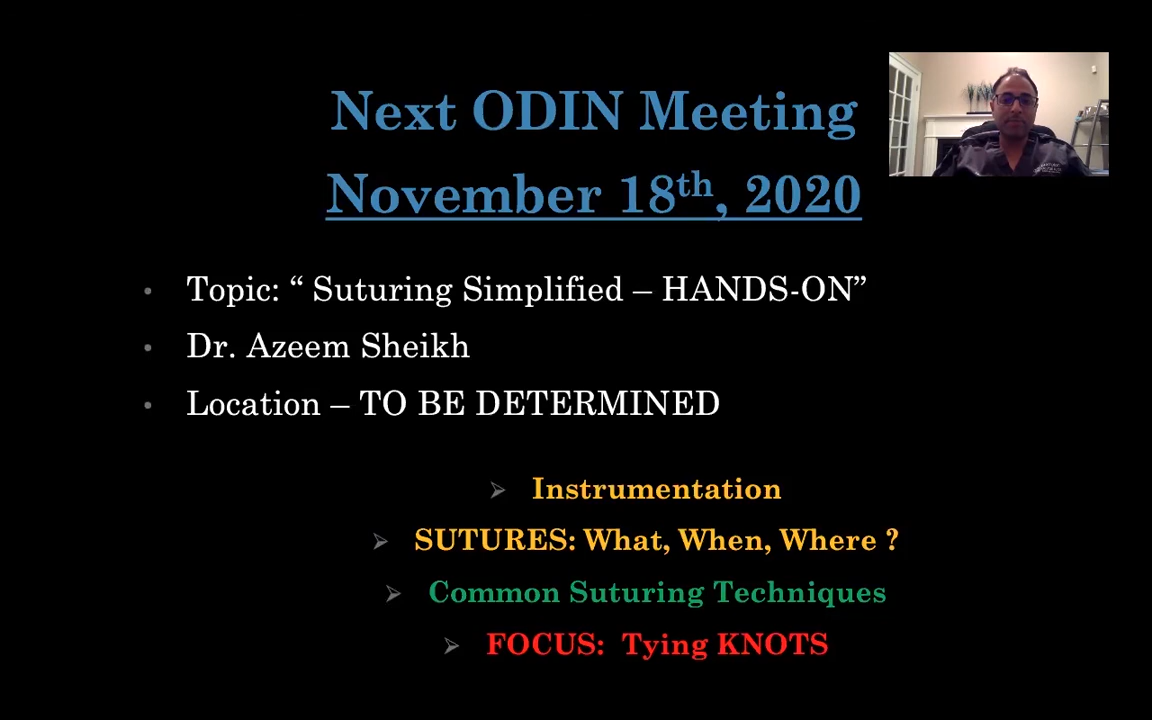 Next ODIN Meeting
November 18th, 2020
• Topic: “ Suturing Simplified – HANDS-ON”
• Dr. Azeem Sheikh
• Location – TO BE DETERMINED
➢ Instrumentation
➢ SUTURES: What, When, Where ?
➢ Common Suturing Techniques
➢ FOCUS: Tying KNOTS